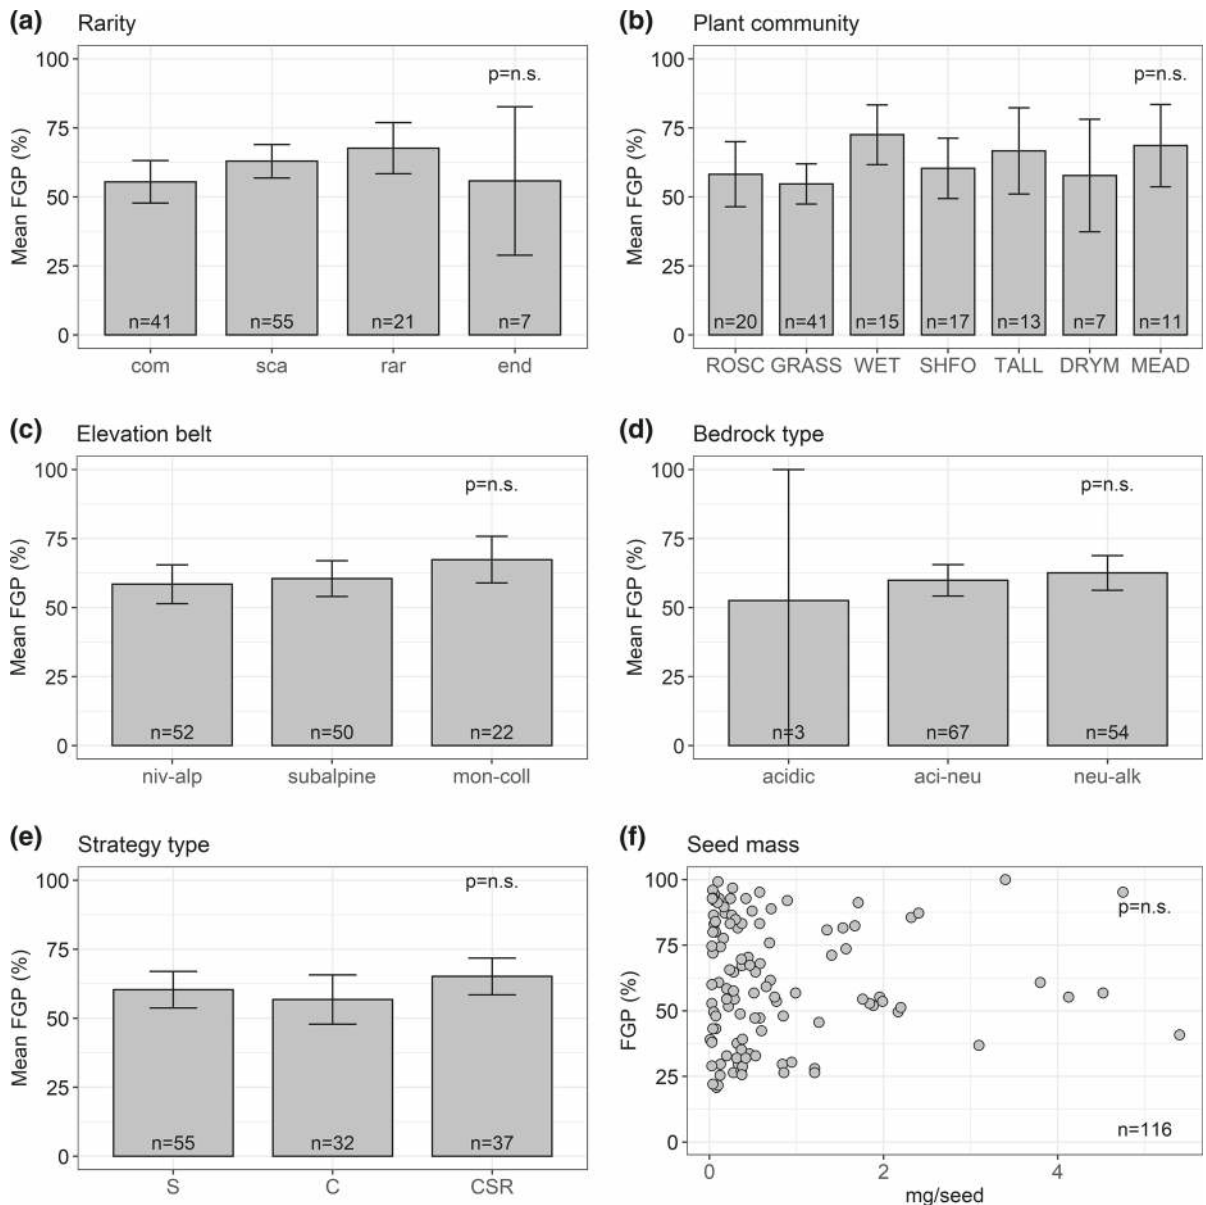 (a) Rarity
100
75
50
25
0
Mean FGP (%)
p=n.s.
n=41 n=55 n=21 n=7
com sca rar end
(b) Plant community
100
75
50
25
0
Mean FGP (%)
p=n.s.
n=20 n=41 n=15 n=17 n=13 n=7 n=11
ROSC GRASS WET SHFO TALL DRYM MEAD
(c) Elevation belt
100
75
50
25
0
Mean FGP (%)
p=n.s.
n=52 n=50 n=22
niv-alp subalpine mon-coll
(d) Bedrock type
100
75
50
25
0
Mean FGP (%)
p=n.s.
n=3 n=67 n=54
acidic aci-neu neu-alk
(e) Strategy type
100
75
50
25
0
Mean FGP (%)
p=n.s.
n=55 n=32 n=37
S C CSR
(f) Seed mass
100
75
50
25
0
FGP (%)
p=n.s.
n=116
0 2 4
mg/seed